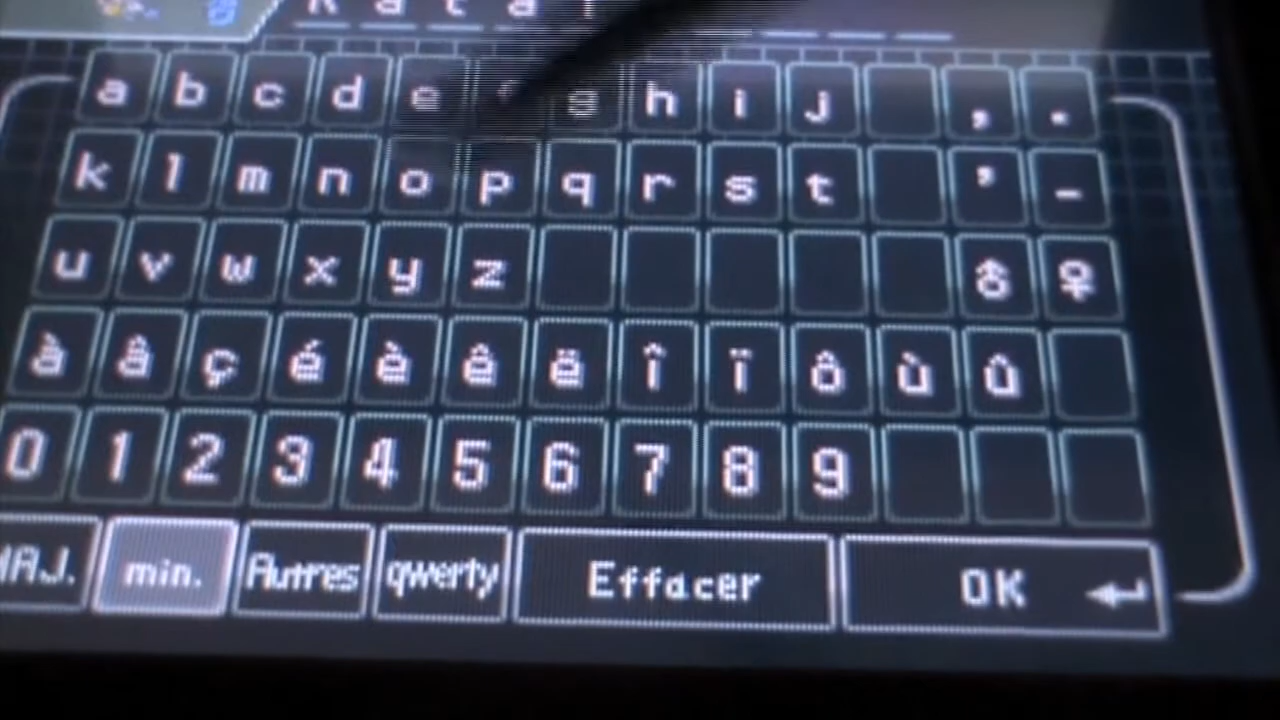 a b c d e g h i j , .
k l m n o p q r s t ' -
u v w x y z ♂ ♀
à â ç é è ê ë î ï ô ù û
0 1 2 3 4 5 6 7 8 9
MAJ. min. Autres qwerty Effacer OK